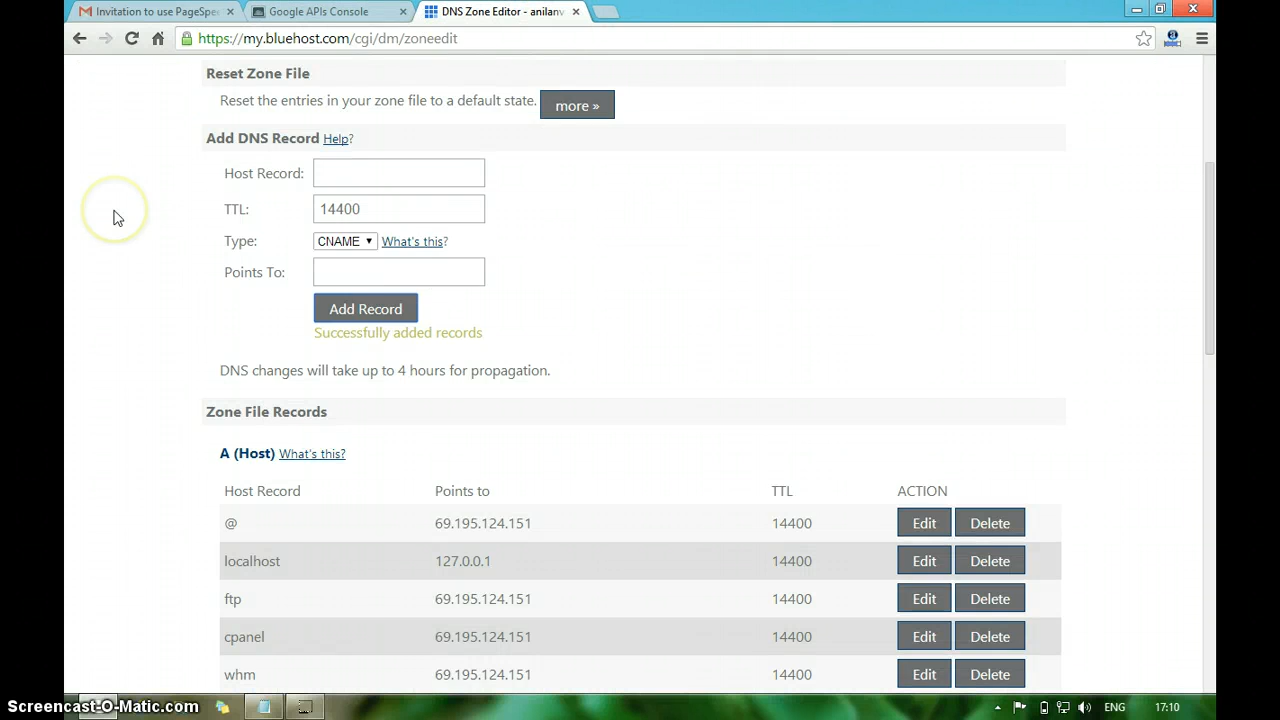 Invitation to use PageSpe
Google APIs Console
DNS Zone Editor - anilanv
https://my.bluehost.com/cgi/dm/zoneedit
Reset Zone File
Reset the entries in your zone file to a default state. more »
Add DNS Record Help?
Host Record:
TTL: 14400
Type: CNAME What's this?
Points To:
Add Record
Successfully added records
DNS changes will take up to 4 hours for propagation.
Zone File Records
A (Host) What's this?
Host Record Points to TTL ACTION
@ 69.195.124.151 14400 Edit Delete
localhost 127.0.0.1 14400 Edit Delete
ftp 69.195.124.151 14400 Edit Delete
cpanel 69.195.124.151 14400 Edit Delete
whm 69.195.124.151 14400 Edit Delete
Screencast-O-Matic.com ENG 17:10